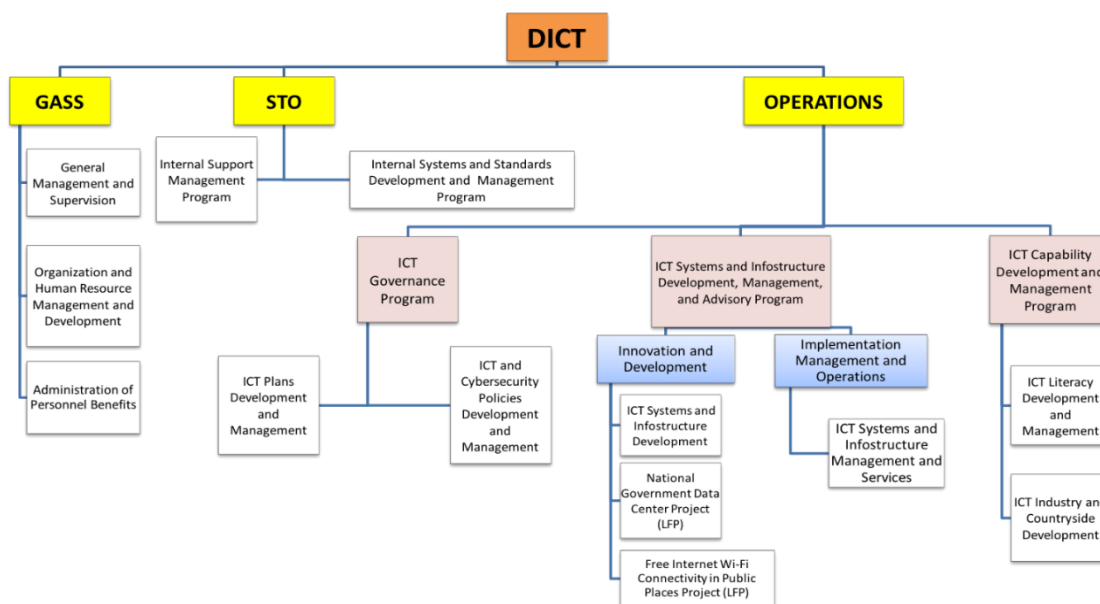 DICT
GASS
STO
OPERATIONS
General
Management and
Supervision
Organization and
Human Resource
Management and
Development
Administration of
Personnel Benefits
Internal Support
Management
Program
Internal Systems and Standards
Development and Management
Program
ICT
Governance
Program
ICT Plans
Development
and
Management
ICT and
Cybersecurity
Policies
Development
and
Management
ICT Systems and Infostructure
Development, Management,
and Advisory Program
Innovation and
Development
ICT Systems and
Infostructure
Development
National
Government Data
Center Project
(LFP)
Free Internet Wi-Fi
Connectivity in Public
Places Project (LFP)
Implementation
Management and
Operations
ICT Systems and
Infostructure
Management and
Services
ICT Capability
Development and
Management
Program
ICT Literacy
Development
and
Management
ICT Industry and
Countryside
Development